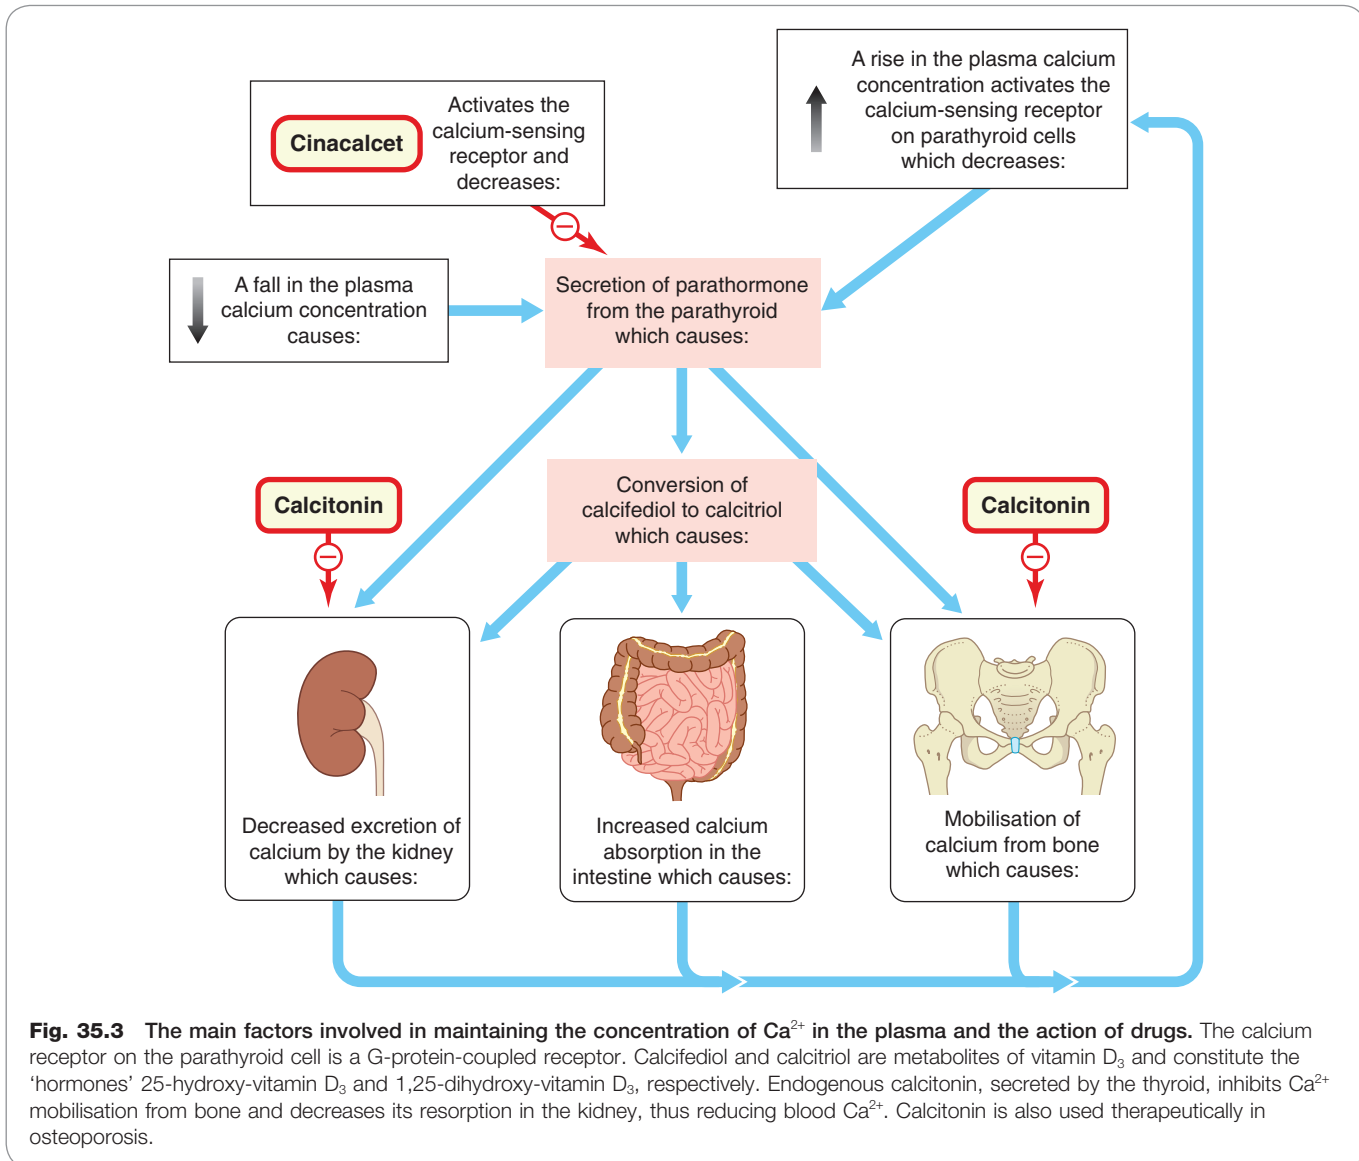 Cinacalcet
Activates the
calcium-sensing
receptor and
decreases:
A rise in the plasma calcium
concentration activates the
calcium-sensing receptor
on parathyroid cells
which decreases:
−
A fall in the plasma
calcium concentration
causes:
Secretion of parathormone
from the parathyroid
which causes:
Calcitonin
−
Conversion of
calcifediol to calcitriol
which causes:
Calcitonin
−
Decreased excretion of
calcium by the kidney
which causes:
Increased calcium
absorption in the
intestine which causes:
Mobilisation of
calcium from bone
which causes:
Fig. 35.3 The main factors involved in maintaining the concentration of Ca²⁺ in the plasma and the action of drugs. The calcium
receptor on the parathyroid cell is a G-protein-coupled receptor. Calcifediol and calcitriol are metabolites of vitamin D₃ and constitute the
‘hormones’ 25-hydroxy-vitamin D₃ and 1,25-dihydroxy-vitamin D₃, respectively. Endogenous calcitonin, secreted by the thyroid, inhibits Ca²⁺
mobilisation from bone and decreases its resorption in the kidney, thus reducing blood Ca²⁺. Calcitonin is also used therapeutically in
osteoporosis.